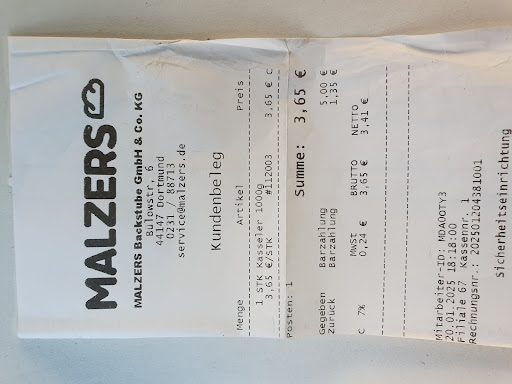 MALZERS
MALZERS Backstube GmbH & Co. KG
Bülowstr. 6
44147 Dortmund
0231 / 88713
service@malzers.de
Kundenbeleg
Menge Artikel Preis
1 STK Kasseler 1000g
3,65 €/STK #112003 3,65 € C
Posten: 1
Summe: 3,65 €
Gegeben Barzahlung 5,00 €
Zurück Barzahlung 1,35 €
MwSt BRUTTO NETTO
C 7% 0,24 € 3,65 € 3,41 €
Mitarbeiter-ID: MDAOOTY3
20.01.2025 18:18:00
Filiale 67 Kassennr. 1
Rechnungsnr.: 202501204381001
Sicherheitseinrichtung